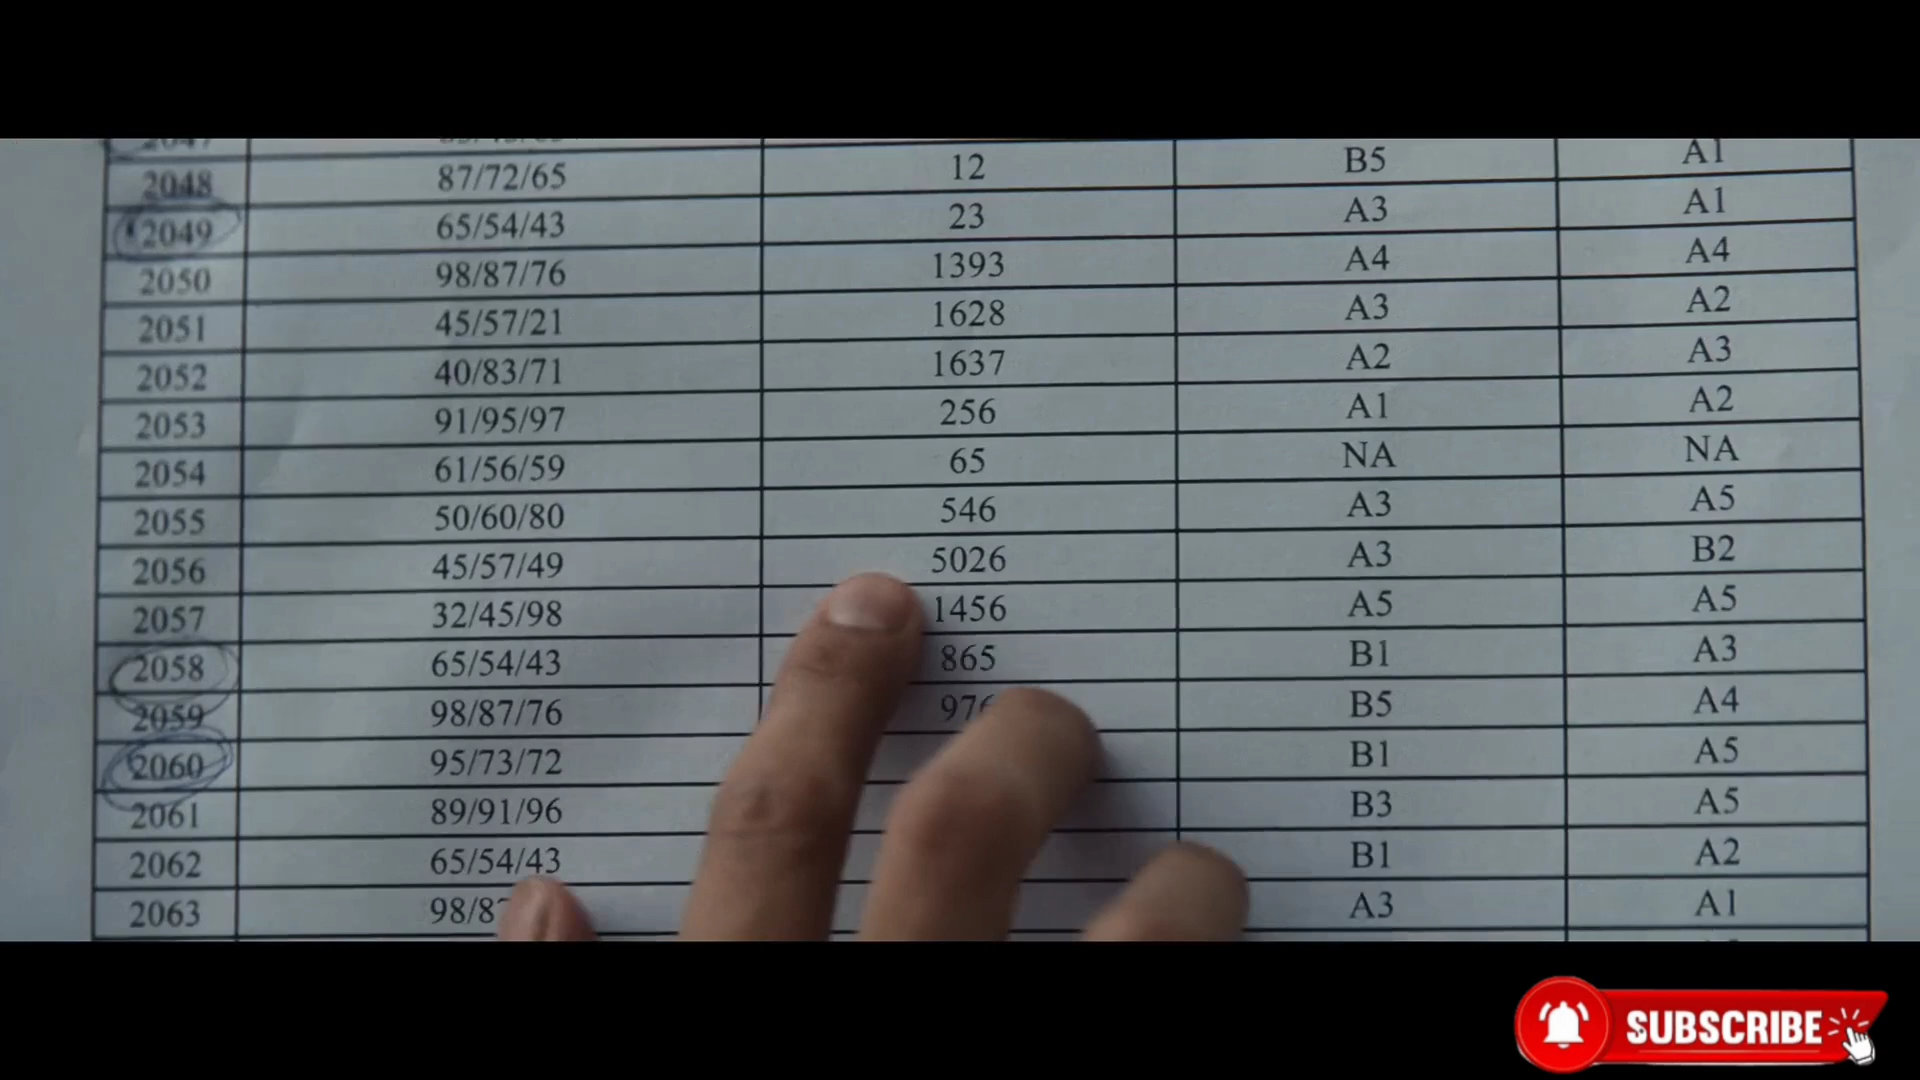 2047
2048 87/72/65 12 B5 A1
2049 65/54/43 23 A3 A1
2050 98/87/76 1393 A4 A4
2051 45/57/21 1628 A3 A2
2052 40/83/71 1637 A2 A3
2053 91/95/97 256 A1 A2
2054 61/56/59 65 NA NA
2055 50/60/80 546 A3 A5
2056 45/57/49 5026 A3 B2
2057 32/45/98 1456 A5 A5
2058 65/54/43 865 B1 A3
2059 98/87/76 976 B5 A4
2060 95/73/72 B1 A5
2061 89/91/96 B3 A5
2062 65/54/43 B1 A2
2063 98/87 A3 A1
SUBSCRIBE